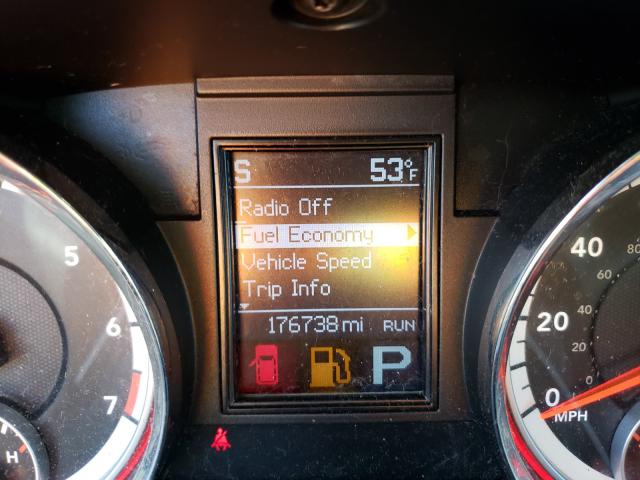 S 53°F
Radio Off
Fuel Economy
Vehicle Speed
Trip Info
176738 mi RUN
P
5
6
7
H
40
20
0
MPH
80
60
40
20
0